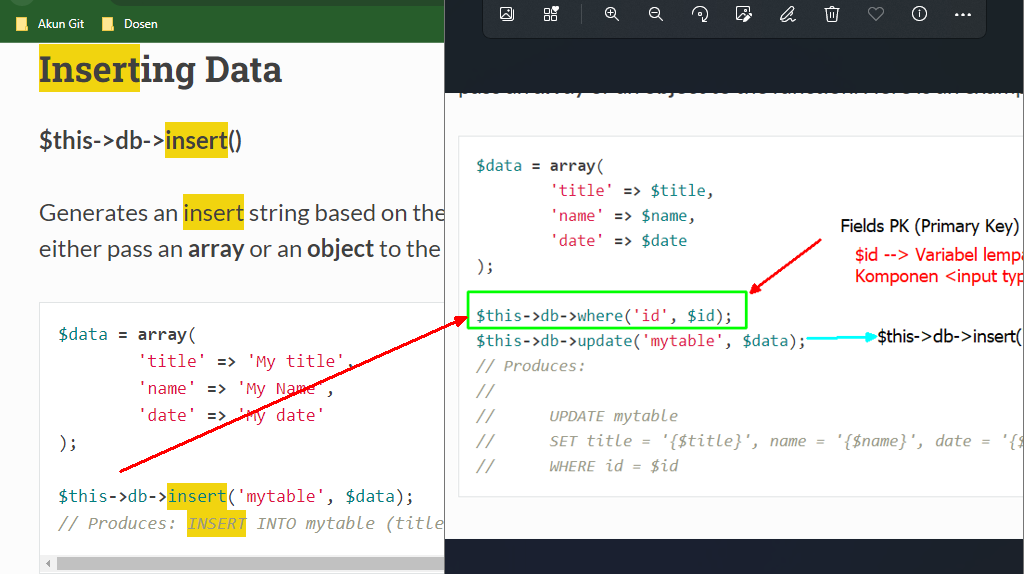 Akun Git
Dosen
Inserting Data
$this->db->insert()
Generates an insert string based on the
either pass an array or an object to the
$data = array(
'title' => 'My title',
'name' => 'My Name',
'date' => 'My date'
);
$this->db->insert('mytable', $data);
// Produces: INSERT INTO mytable (title
$data = array(
'title' => $title,
'name' => $name,
'date' => $date
);
$this->db->where('id', $id);
$this->db->update('mytable', $data);
// Produces:
//
// UPDATE mytable
// SET title = '{$title}', name = '{$name}', date = '{$
// WHERE id = $id
Fields PK (Primary Key)
$id --> Variabel lempa
Komponen <input typ
$this->db->insert(